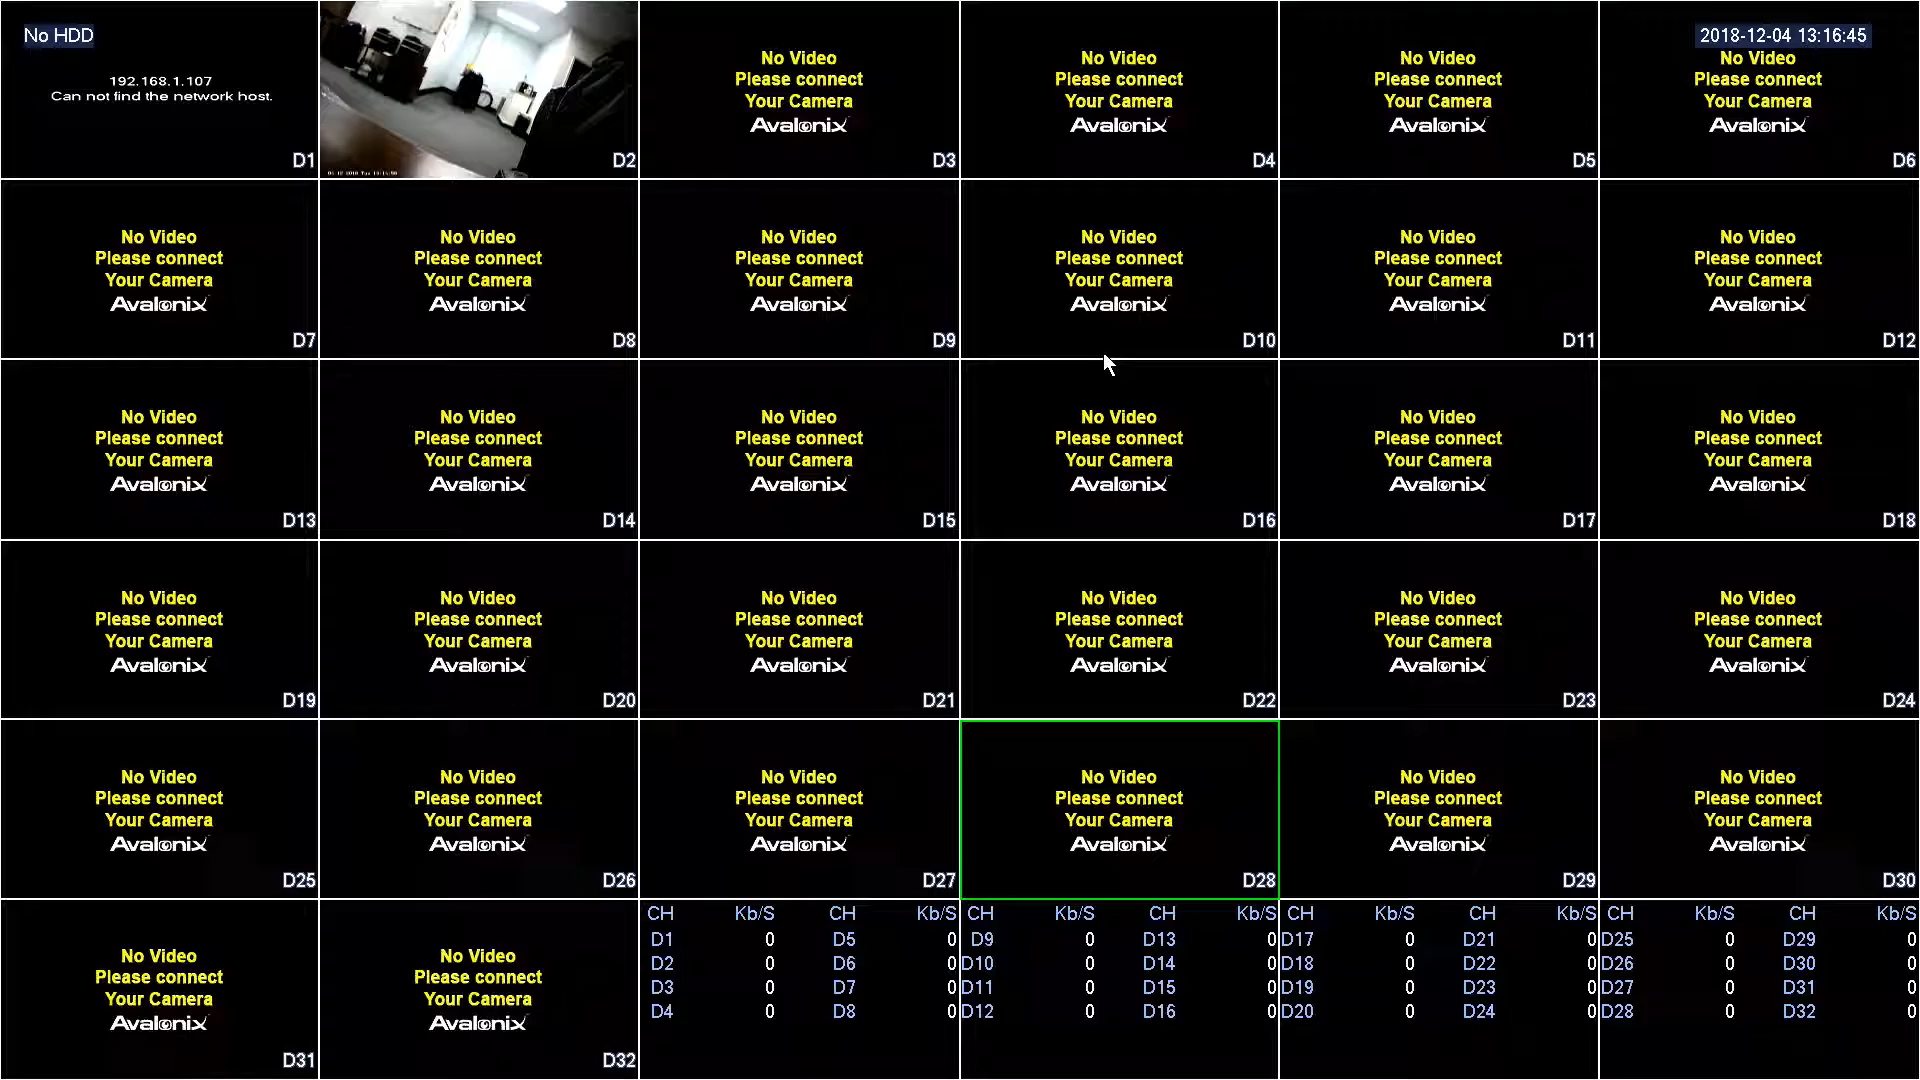 No HDD
192.168.1.107
Can not find the network host.
D1
D2
No Video
Please connect
Your Camera
Avalonix
D3
No Video
Please connect
Your Camera
Avalonix
D4
No Video
Please connect
Your Camera
Avalonix
D5
2018-12-04 13:16:45
No Video
Please connect
Your Camera
Avalonix
D6
No Video
Please connect
Your Camera
Avalonix
D7
No Video
Please connect
Your Camera
Avalonix
D8
No Video
Please connect
Your Camera
Avalonix
D9
No Video
Please connect
Your Camera
Avalonix
D10
No Video
Please connect
Your Camera
Avalonix
D11
No Video
Please connect
Your Camera
Avalonix
D12
No Video
Please connect
Your Camera
Avalonix
D13
No Video
Please connect
Your Camera
Avalonix
D14
No Video
Please connect
Your Camera
Avalonix
D15
No Video
Please connect
Your Camera
Avalonix
D16
No Video
Please connect
Your Camera
Avalonix
D17
No Video
Please connect
Your Camera
Avalonix
D18
No Video
Please connect
Your Camera
Avalonix
D19
No Video
Please connect
Your Camera
Avalonix
D20
No Video
Please connect
Your Camera
Avalonix
D21
No Video
Please connect
Your Camera
Avalonix
D22
No Video
Please connect
Your Camera
Avalonix
D23
No Video
Please connect
Your Camera
Avalonix
D24
No Video
Please connect
Your Camera
Avalonix
D25
No Video
Please connect
Your Camera
Avalonix
D26
No Video
Please connect
Your Camera
Avalonix
D27
No Video
Please connect
Your Camera
Avalonix
D28
No Video
Please connect
Your Camera
Avalonix
D29
No Video
Please connect
Your Camera
Avalonix
D30
No Video
Please connect
Your Camera
Avalonix
D31
No Video
Please connect
Your Camera
Avalonix
D32
CH Kb/S CH Kb/S CH Kb/S CH Kb/S CH Kb/S CH Kb/S CH Kb/S CH Kb/S
D1 0 D5 0 D9 0 D13 0 D17 0 D21 0 D25 0 D29 0
D2 0 D6 0 D10 0 D14 0 D18 0 D22 0 D26 0 D30 0
D3 0 D7 0 D11 0 D15 0 D19 0 D23 0 D27 0 D31 0
D4 0 D8 0 D12 0 D16 0 D20 0 D24 0 D28 0 D32 0